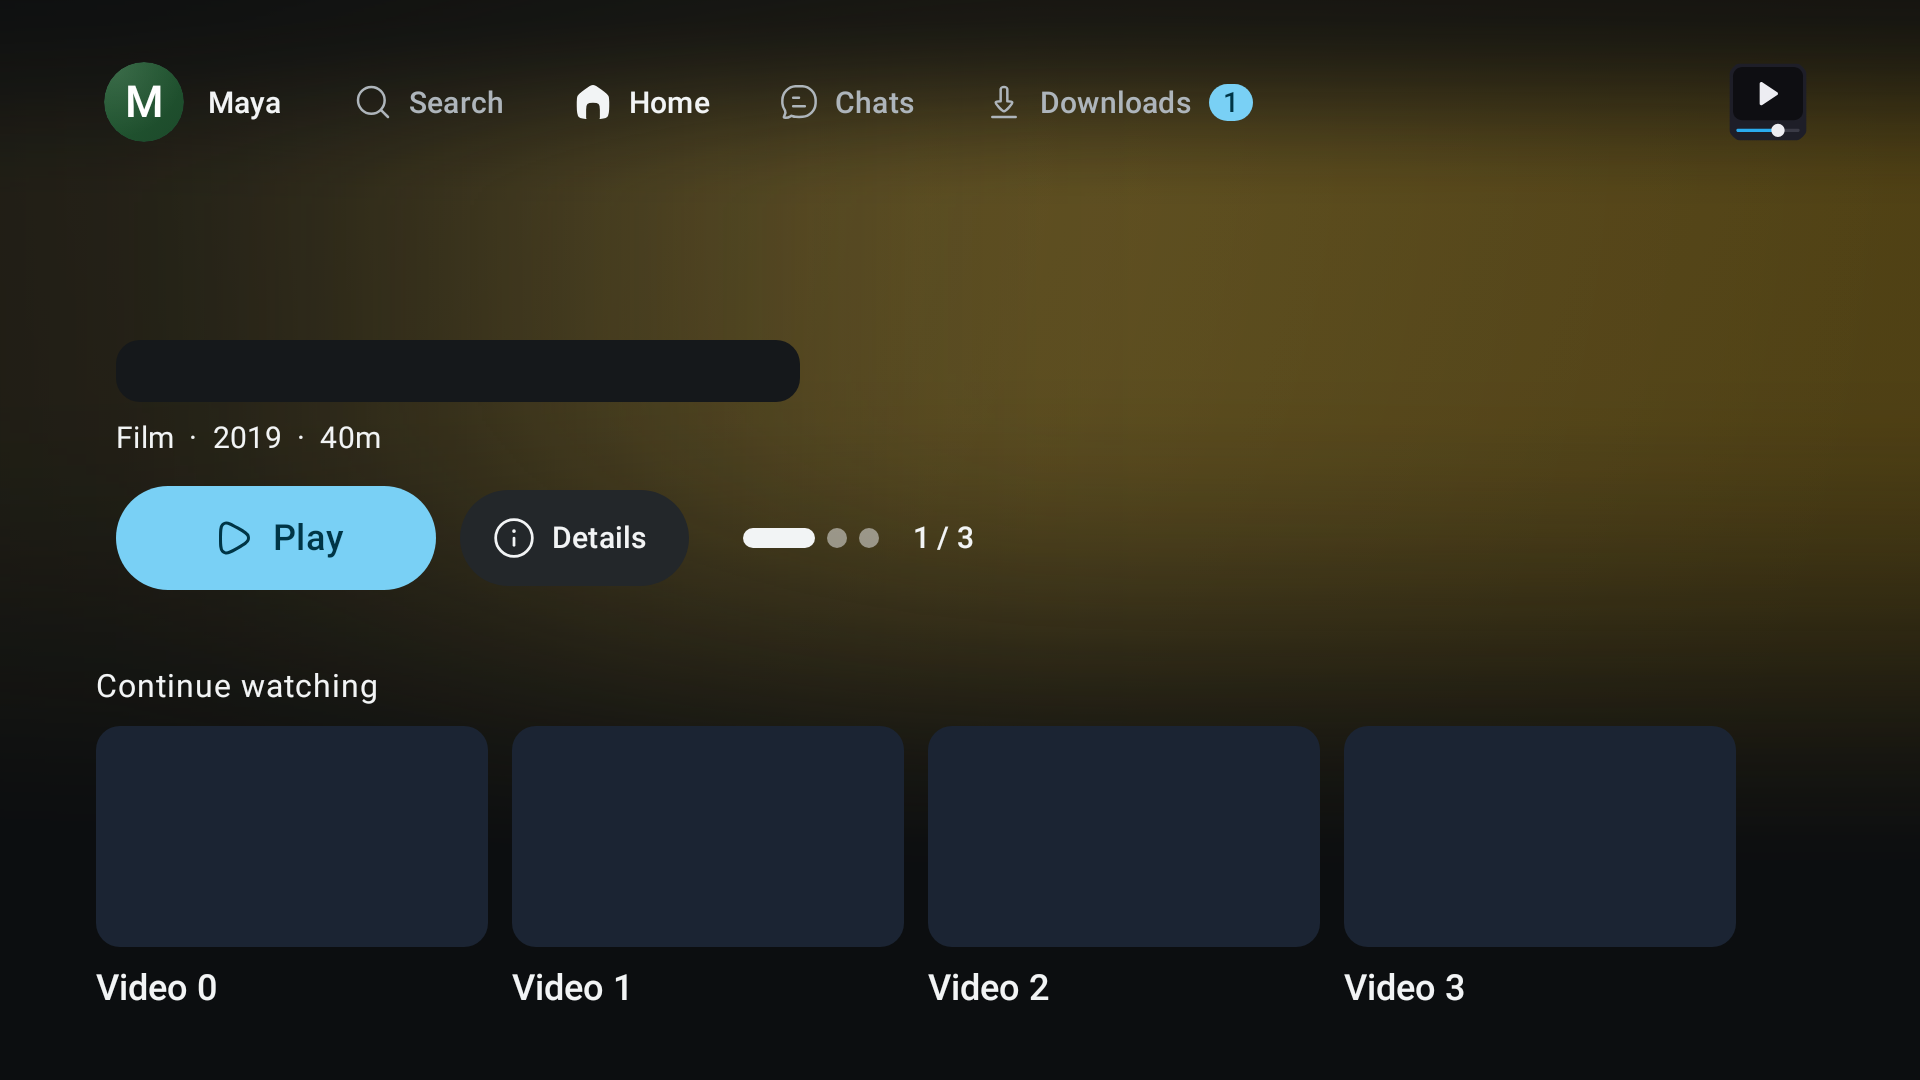 M Maya Search Home Chats Downloads 1
Film · 2019 · 40m
Play Details 1 / 3
Continue watching
Video 0 Video 1 Video 2 Video 3